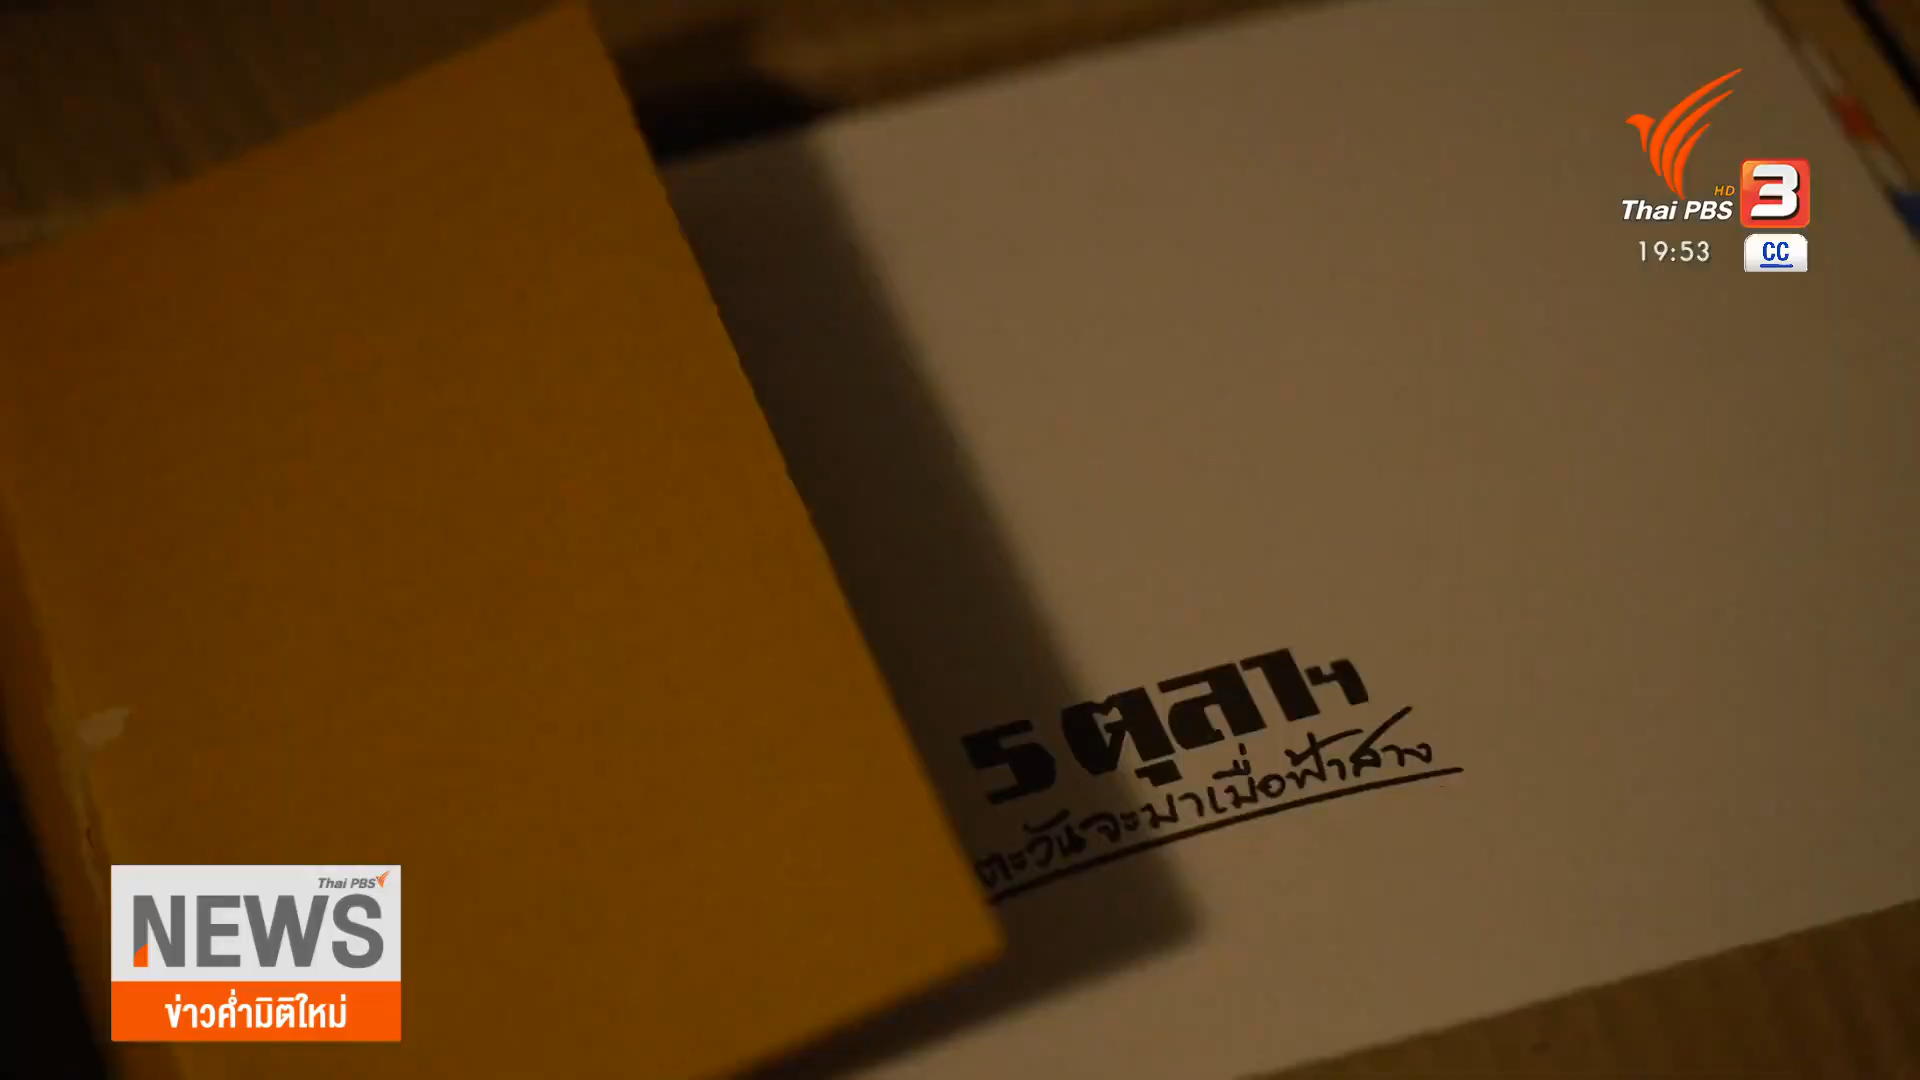 HD
Thai PBS 3
19:53
CC
5 ตุลาฯ
ตะวันจะมาเมื่อฟ้าสาง
Thai PBS
NEWS
ข่าวค่ำมิติใหม่